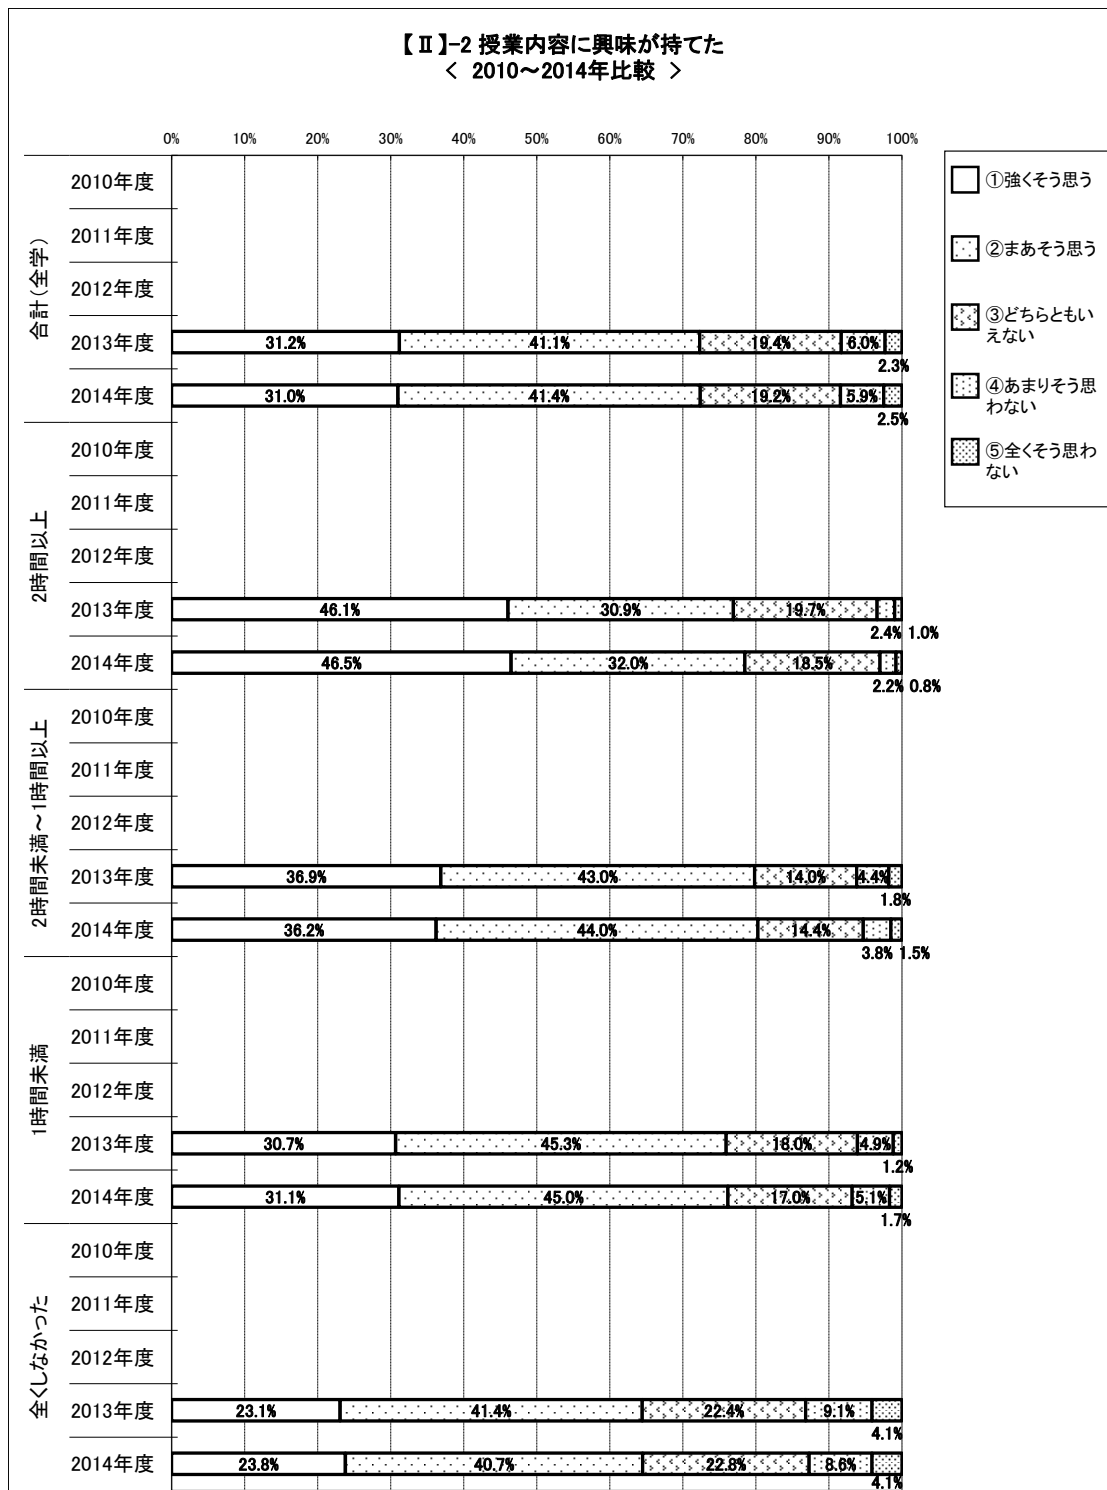 【Ⅱ】-2 授業内容に興味が持てた
＜ 2010～2014年比較 ＞
0% 10% 20% 30% 40% 50% 60% 70% 80% 90% 100%
合計(全学)
2010年度
2011年度
2012年度
2013年度 31.2% 41.1% 19.4% 6.0% 2.3%
2014年度 31.0% 41.4% 19.2% 5.9% 2.5%
2時間以上
2010年度
2011年度
2012年度
2013年度 46.1% 30.9% 19.7% 2.4% 1.0%
2014年度 46.5% 32.0% 18.5% 2.2% 0.8%
2時間未満～1時間以上
2010年度
2011年度
2012年度
2013年度 36.9% 43.0% 14.0% 4.4% 1.8%
2014年度 36.2% 44.0% 14.4% 3.8% 1.5%
1時間未満
2010年度
2011年度
2012年度
2013年度 30.7% 45.3% 18.0% 4.9% 1.2%
2014年度 31.1% 45.0% 17.0% 5.1% 1.7%
全くしなかった
2010年度
2011年度
2012年度
2013年度 23.1% 41.4% 22.4% 9.1% 4.1%
2014年度 23.8% 40.7% 22.8% 8.6% 4.1%
①強くそう思う
②まあそう思う
③どちらともい
えない
④あまりそう思
わない
⑤全くそう思わ
ない